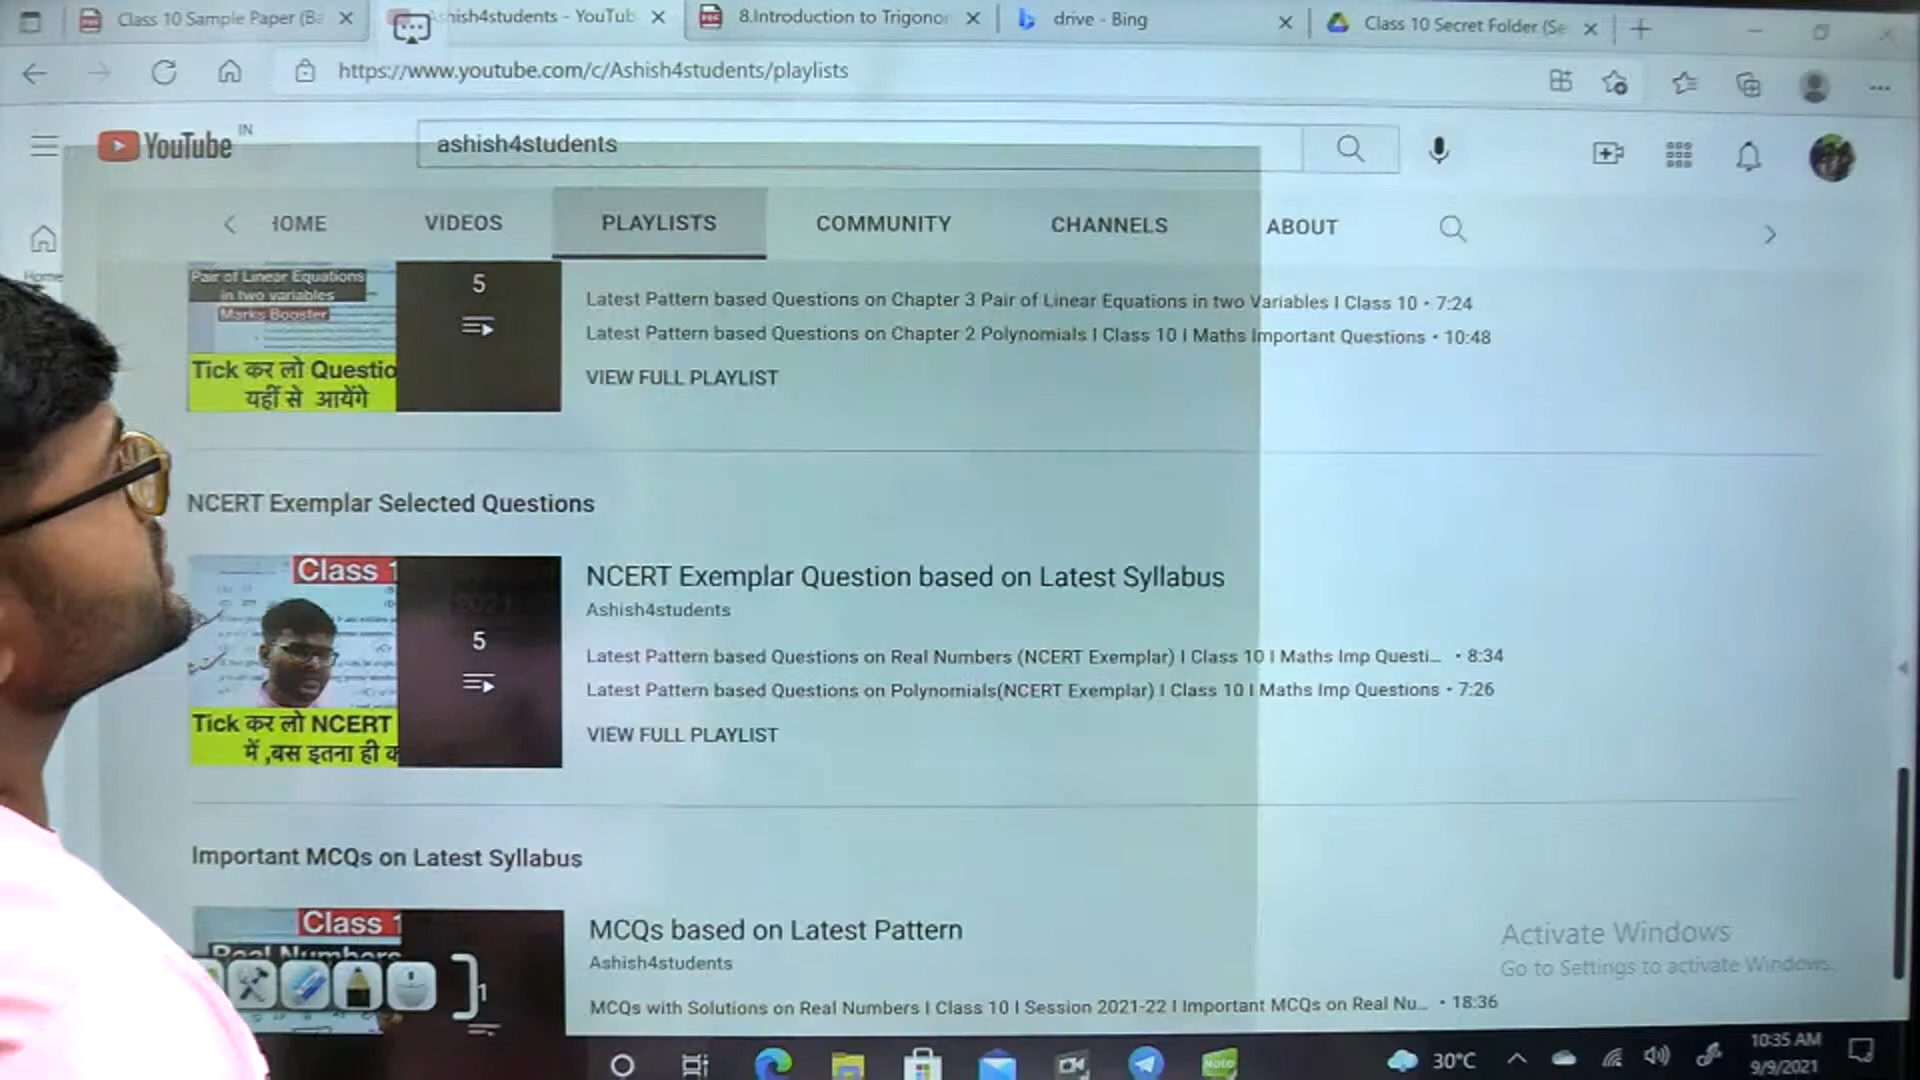 Class 10 Sample Paper (Ba
hish4students - YouTub
8.Introduction to Trigono
drive - Bing
Class 10 Secret Folder (Se
https://www.youtube.com/c/Ashish4students/playlists
YouTube IN
ashish4students
HOME
VIDEOS
PLAYLISTS
COMMUNITY
CHANNELS
ABOUT
Home
Pair of Linear Equations
in two variables
Marks Booster
Tick कर लो Questio
यहीं से आयेंगे
5
Latest Pattern based Questions on Chapter 3 Pair of Linear Equations in two Variables I Class 10 • 7:24
Latest Pattern based Questions on Chapter 2 Polynomials I Class 10 I Maths Important Questions • 10:48
VIEW FULL PLAYLIST
NCERT Exemplar Selected Questions
Class 1
Tick कर लो NCERT
में ,बस इतना ही क
5
NCERT Exemplar Question based on Latest Syllabus
Ashish4students
Latest Pattern based Questions on Real Numbers (NCERT Exemplar) I Class 10 I Maths Imp Questi... • 8:34
Latest Pattern based Questions on Polynomials(NCERT Exemplar) I Class 10 I Maths Imp Questions • 7:26
VIEW FULL PLAYLIST
Important MCQs on Latest Syllabus
Class 1
Real Numbers
1
MCQs based on Latest Pattern
Ashish4students
MCQs with Solutions on Real Numbers I Class 10 I Session 2021-22 I Important MCQs on Real Nu... • 18:36
Activate Windows
Go to Settings to activate Windows.
Note
30°C
10:35 AM
9/9/2021